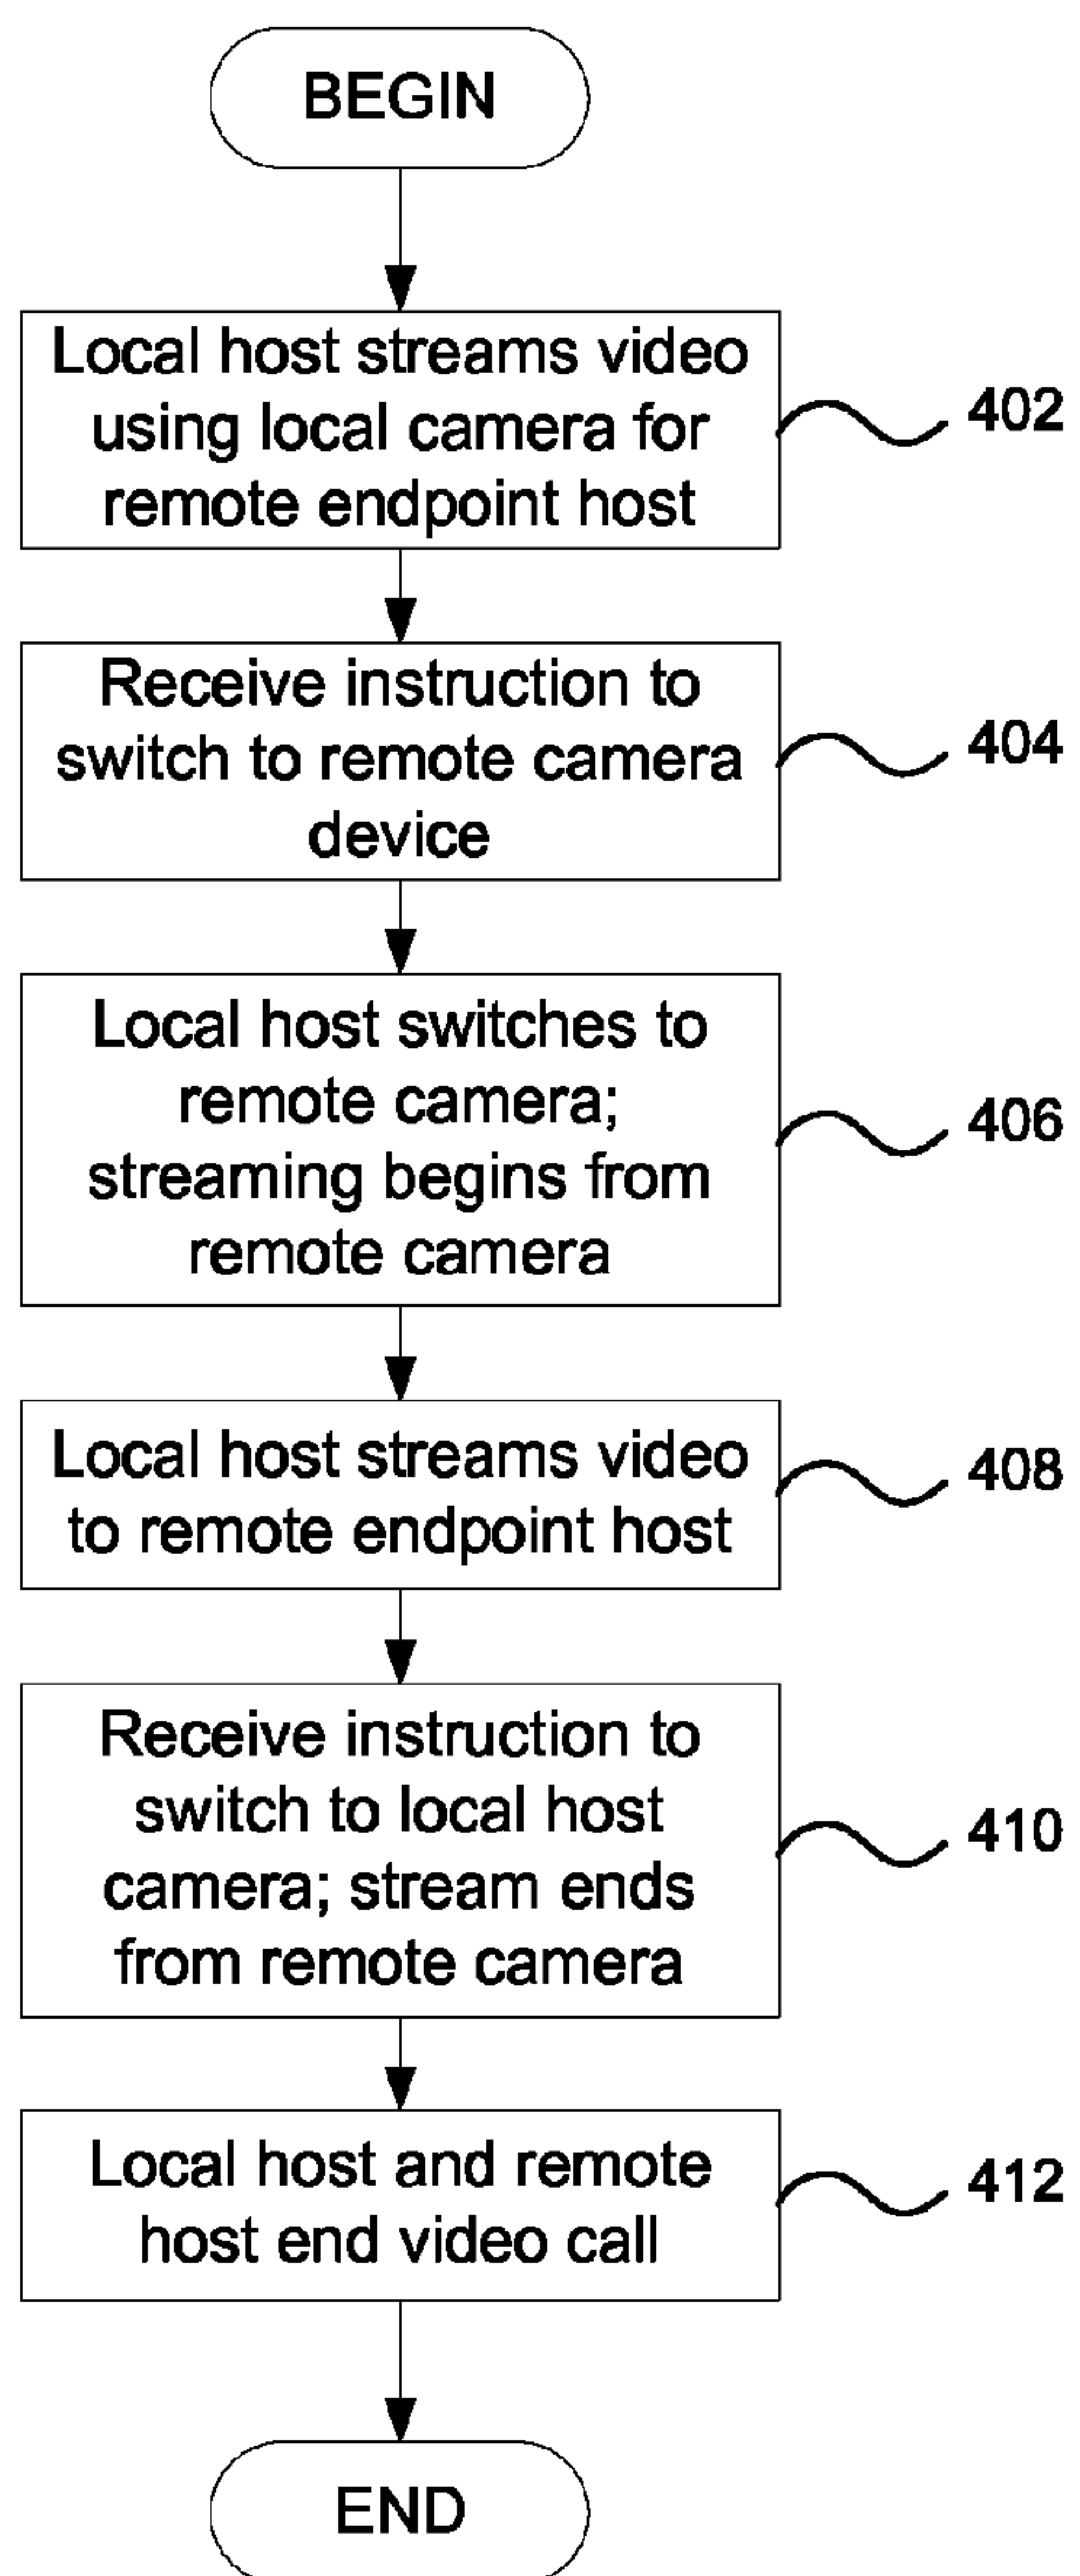 BEGIN
Local host streams video
using local camera for
remote endpoint host
402
Receive instruction to
switch to remote camera
device
404
Local host switches to
remote camera;
streaming begins from
remote camera
406
Local host streams video
to remote endpoint host
408
Receive instruction to
switch to local host
camera; stream ends
from remote camera
410
Local host and remote
host end video call
412
END